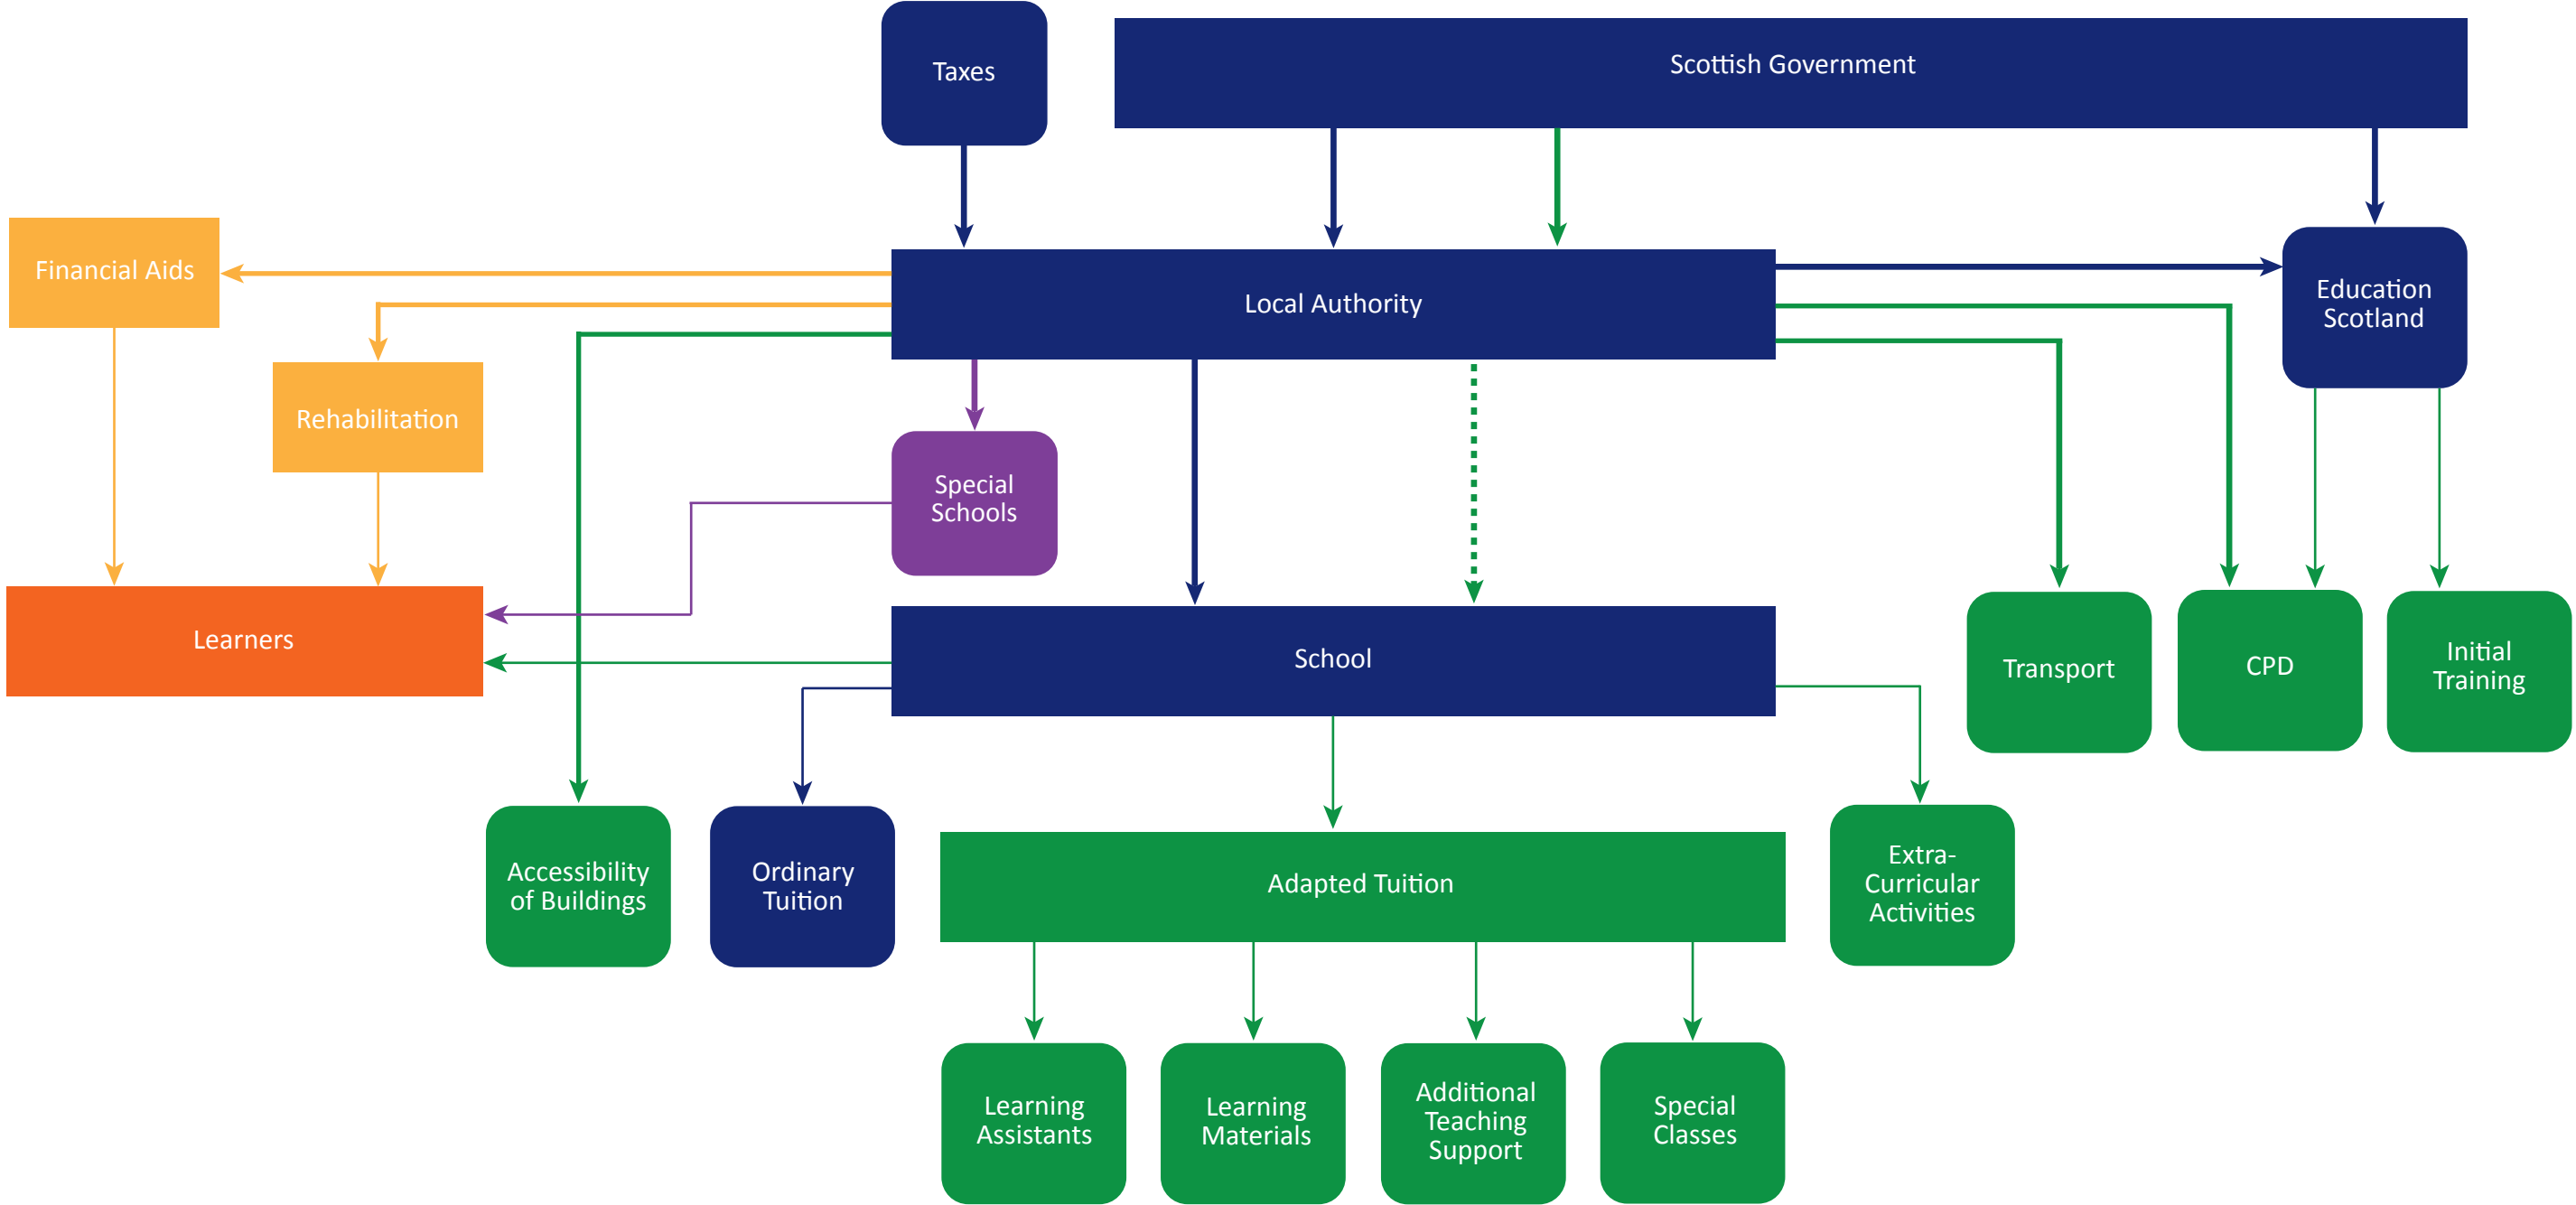 Taxes
Scottish Government
Financial Aids
Local Authority
Education
Scotland
Rehabilitation
Special
Schools
Learners
School
Transport
CPD
Initial
Training
Accessibility
of Buildings
Ordinary
Tuition
Adapted Tuition
Extra-
Curricular
Activities
Learning
Assistants
Learning
Materials
Additional
Teaching
Support
Special
Classes